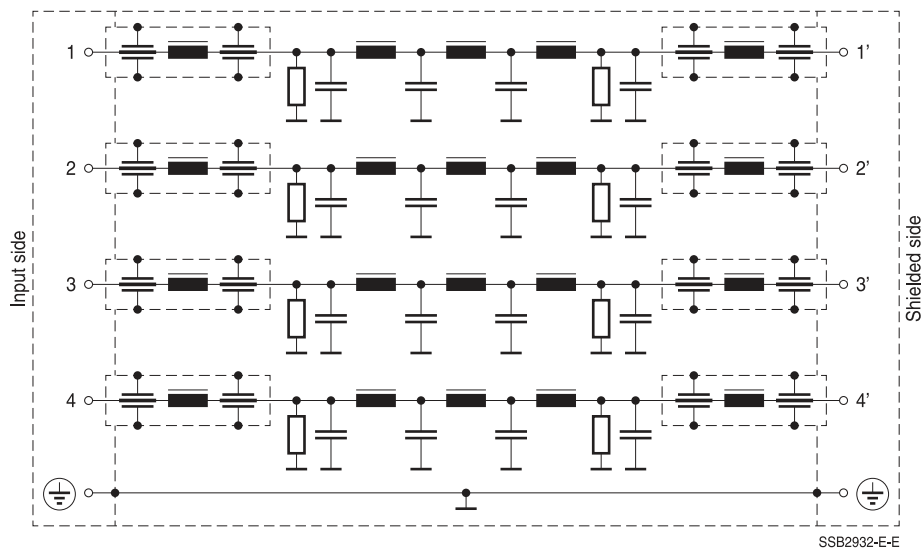 1
1'
2
2'
Input side
Shielded side
3
3'
4
4'
SSB2932-E-E